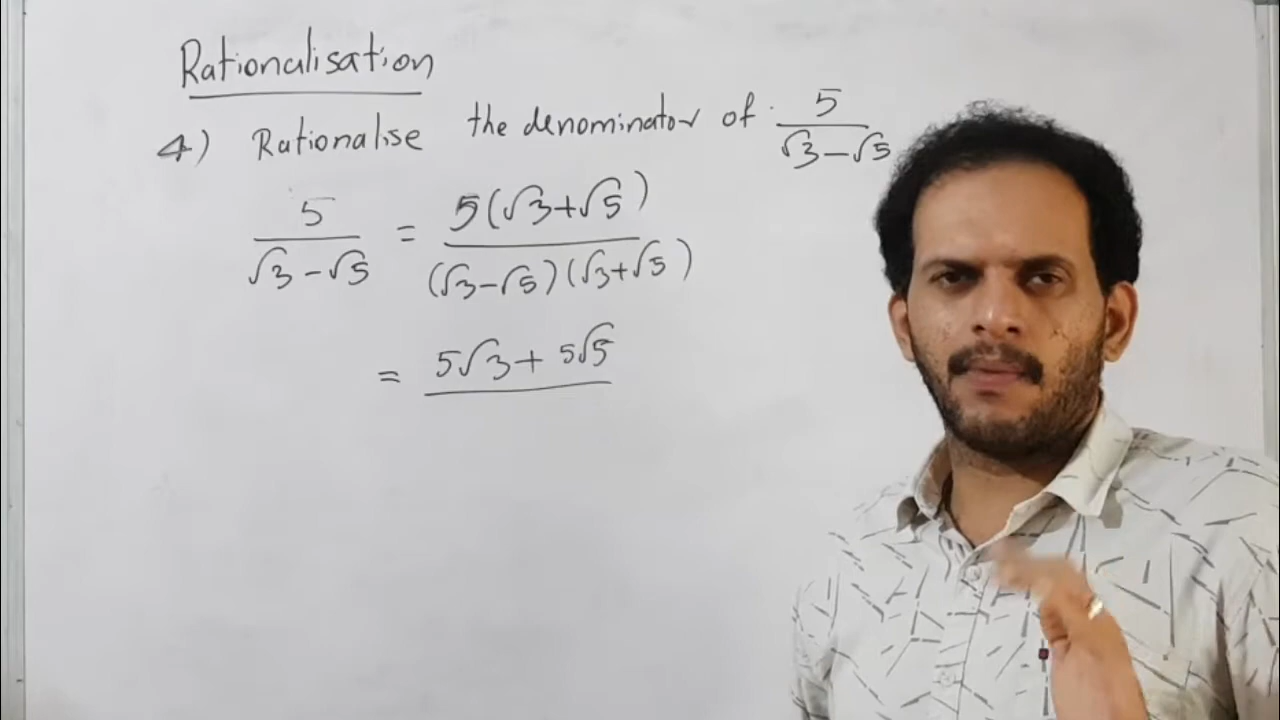 Rationalisation
4) Rationalise the denominator of 5/(√3-√5)
5/(√3-√5) = 5(√3+√5)/((√3-√5)(√3+√5))
= 5√3+5√5